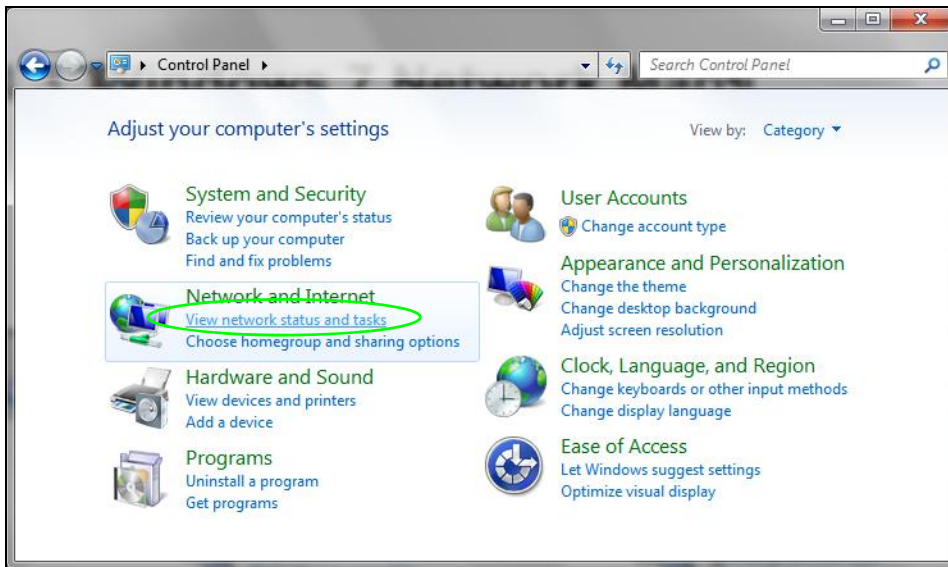 Control Panel
Search Control Panel
Adjust your computer's settings
View by: Category
System and Security
Review your computer's status
Back up your computer
Find and fix problems
Network and Internet
View network status and tasks
Choose homegroup and sharing options
Hardware and Sound
View devices and printers
Add a device
Programs
Uninstall a program
Get programs
User Accounts
Change account type
Appearance and Personalization
Change the theme
Change desktop background
Adjust screen resolution
Clock, Language, and Region
Change keyboards or other input methods
Change display language
Ease of Access
Let Windows suggest settings
Optimize visual display